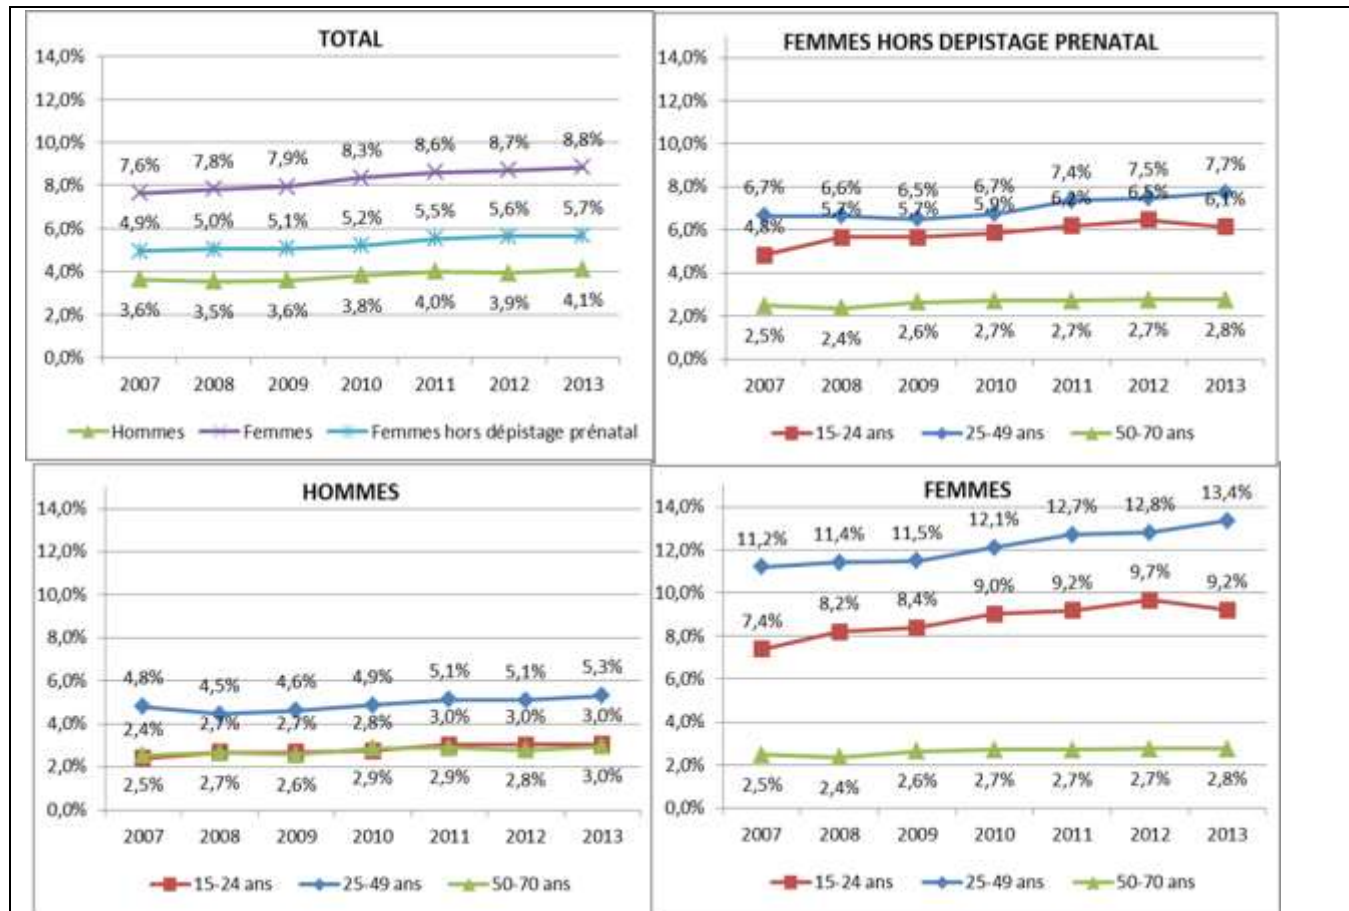 TOTAL
14,0%
12,0%
10,0%
8,0%
6,0%
4,0%
2,0%
0,0%
7,6% 7,8% 7,9% 8,3% 8,6% 8,7% 8,8%
4,9% 5,0% 5,1% 5,2% 5,5% 5,6% 5,7%
3,6% 3,5% 3,6% 3,8% 4,0% 3,9% 4,1%
2007 2008 2009 2010 2011 2012 2013
Hommes Femmes Femmes hors dépistage prénatal
FEMMES HORS DEPISTAGE PRENATAL
14,0%
12,0%
10,0%
8,0%
6,0%
4,0%
2,0%
0,0%
6,7% 6,6% 6,5% 6,7% 7,4% 7,5% 7,7%
4,8% 5,7% 5,7% 5,9% 6,2% 6,5% 6,1%
2,5% 2,4% 2,6% 2,7% 2,7% 2,7% 2,8%
2007 2008 2009 2010 2011 2012 2013
15-24 ans 25-49 ans 50-70 ans
HOMMES
14,0%
12,0%
10,0%
8,0%
6,0%
4,0%
2,0%
0,0%
4,8% 4,5% 4,6% 4,9% 5,1% 5,1% 5,3%
2,4% 2,7% 2,7% 2,8% 3,0% 3,0% 3,0%
2,5% 2,7% 2,6% 2,9% 2,9% 2,8% 3,0%
2007 2008 2009 2010 2011 2012 2013
15-24 ans 25-49 ans 50-70 ans
FEMMES
14,0%
12,0%
10,0%
8,0%
6,0%
4,0%
2,0%
0,0%
11,2% 11,4% 11,5% 12,1% 12,7% 12,8% 13,4%
7,4% 8,2% 8,4% 9,0% 9,2% 9,7% 9,2%
2,5% 2,4% 2,6% 2,7% 2,7% 2,7% 2,8%
2007 2008 2009 2010 2011 2012 2013
15-24 ans 25-49 ans 50-70 ans